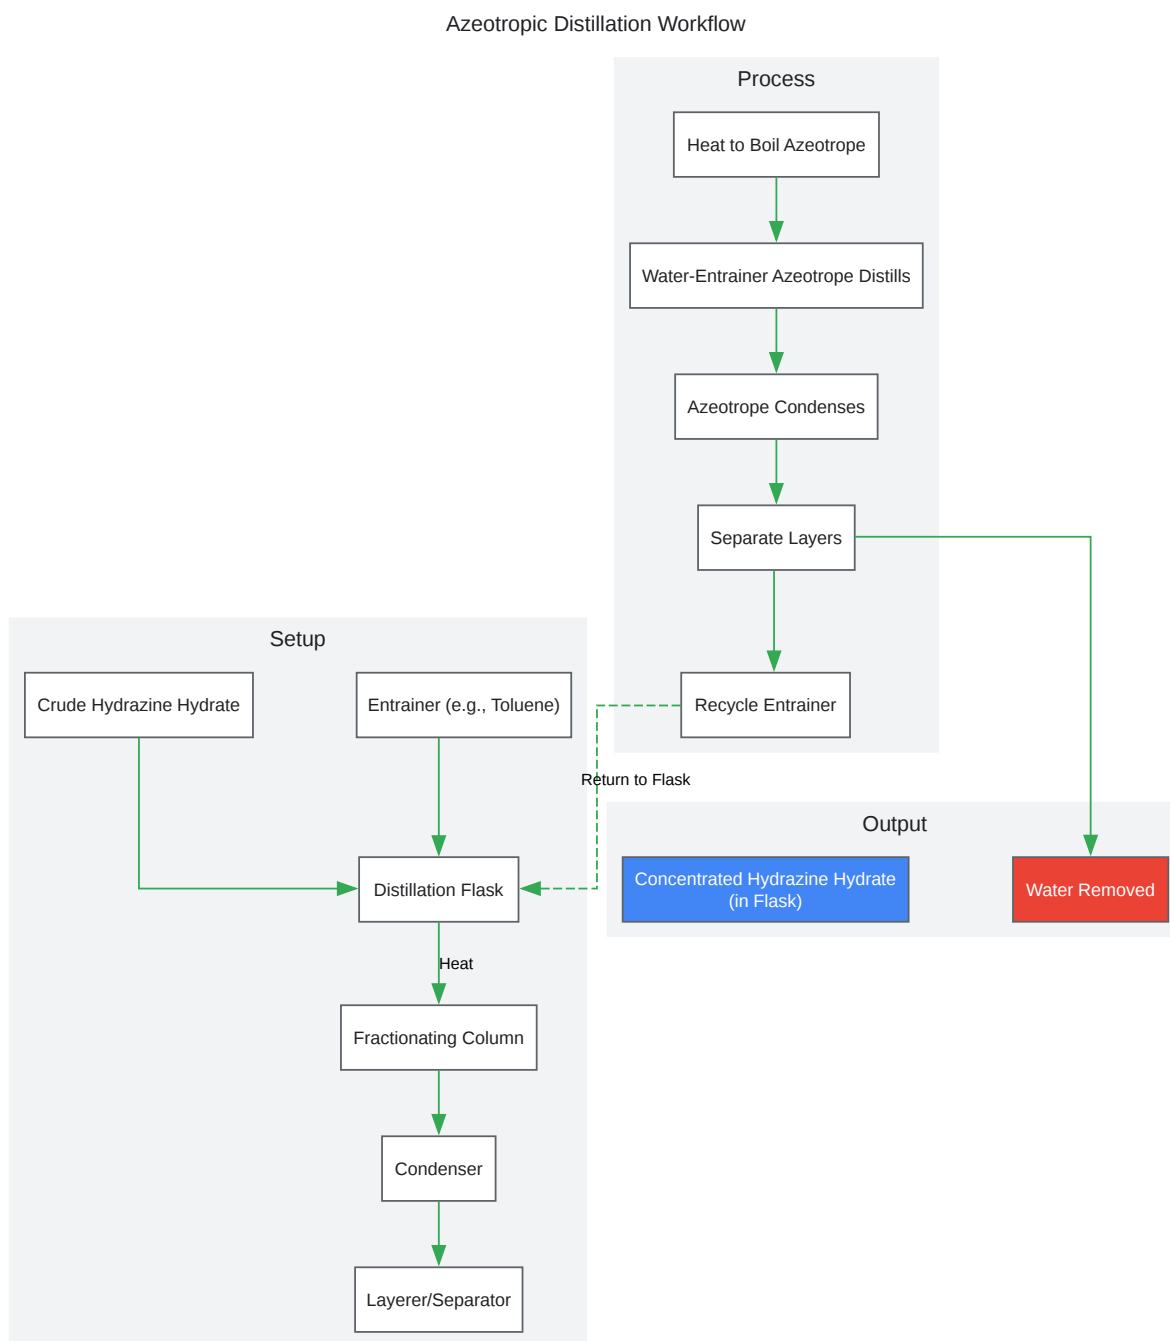 Azeotropic Distillation Workflow
Process
Heat to Boil Azeotrope
Water-Entrainer Azeotrope Distills
Azeotrope Condenses
Separate Layers
Recycle Entrainer
Setup
Crude Hydrazine Hydrate
Entrainer (e.g., Toluene)
Return to Flask
Distillation Flask
Heat
Fractionating Column
Condenser
Layerer/Separator
Output
Concentrated Hydrazine Hydrate
(in Flask)
Water Removed